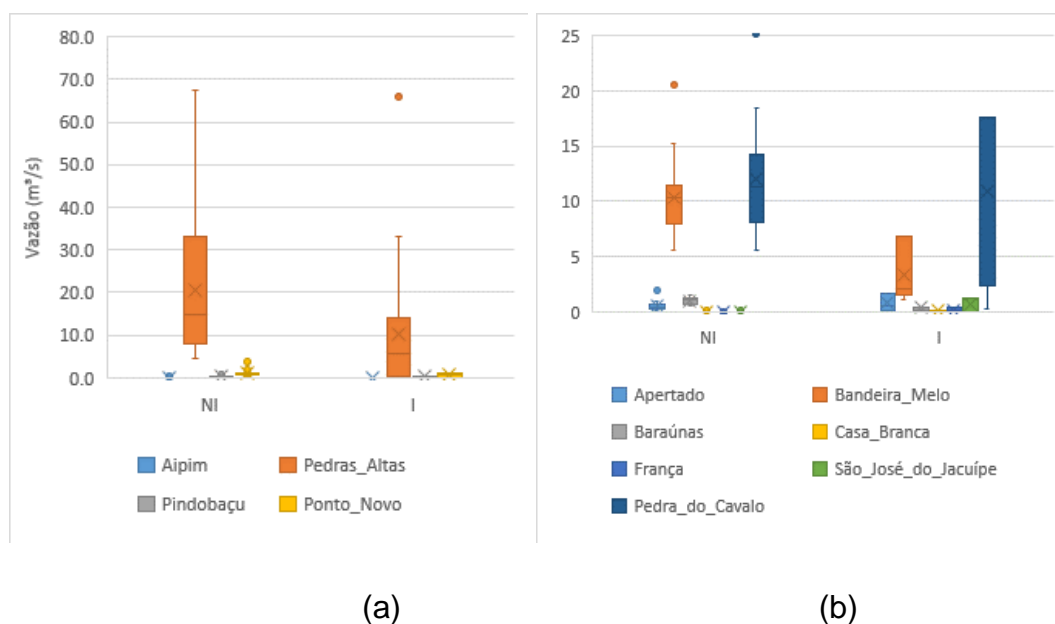 80.0
70.0
60.0
50.0
40.0
30.0
20.0
10.0
0.0
Vazão (m³/s)
NI I
Aipim Pedras_Altas
Pindobaçu Ponto_Novo
25
20
15
10
5
0
NI I
Apertado Bandeira_Melo
Baraúnas Casa_Branca
França São_José_do_Jacuípe
Pedra_do_Cavalo
(a) (b)